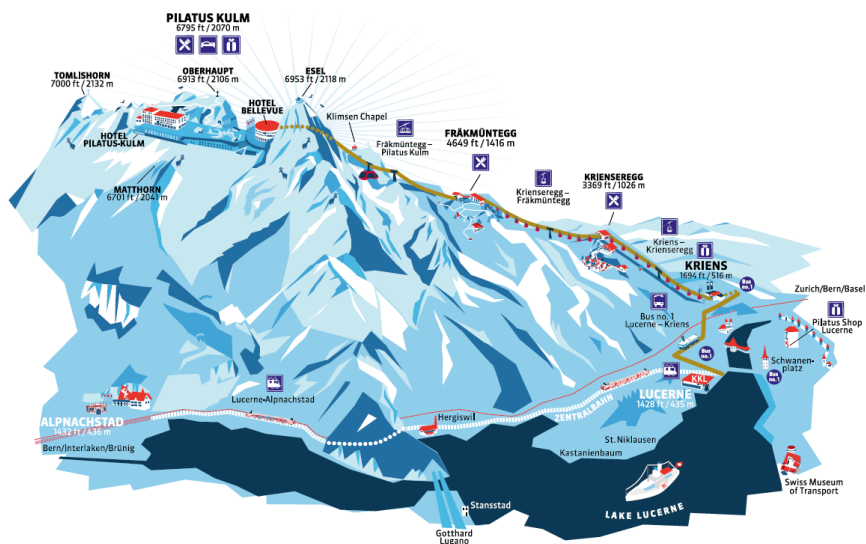 PILATUS KULM
6795 ft / 2070 m
TOMLISHORN
7000 ft / 2132 m
OBERHAUPT
6913 ft / 2106 m
ESEL
6953 ft / 2118 m
HOTEL
BELLEVUE
Klimsen Chapel
HOTEL
PILATUS-KULM
Fräkmüntegg –
Pilatus Kulm
FRÄKMÜNTEGG
4649 ft / 1416 m
MATTHORN
6701 ft / 2041 m
Krienseregg –
Fräkmüntegg
KRIENSEREGG
3369 ft / 1026 m
Kriens –
Krienseregg
KRIENS
1694 ft / 516 m
Bus
no. 1
Zurich/Bern/Basel
Bus no. 1
Lucerne – Kriens
Pilatus Shop
Lucerne
Bus
no. 1
Schwanen-
platz
Bus
no. 1
KKL
LUCERNE
1428 ft / 435 m
Lucerne-Alpnachstad
ALPNACHSTAD
1432 ft / 436 m
Hergiswil
ZENTRALBAHN
Bern/Interlaken/Brünig
St. Niklausen
Kastanienbaum
Swiss Museum
of Transport
Stansstad
LAKE LUCERNE
Gotthard
Lugano